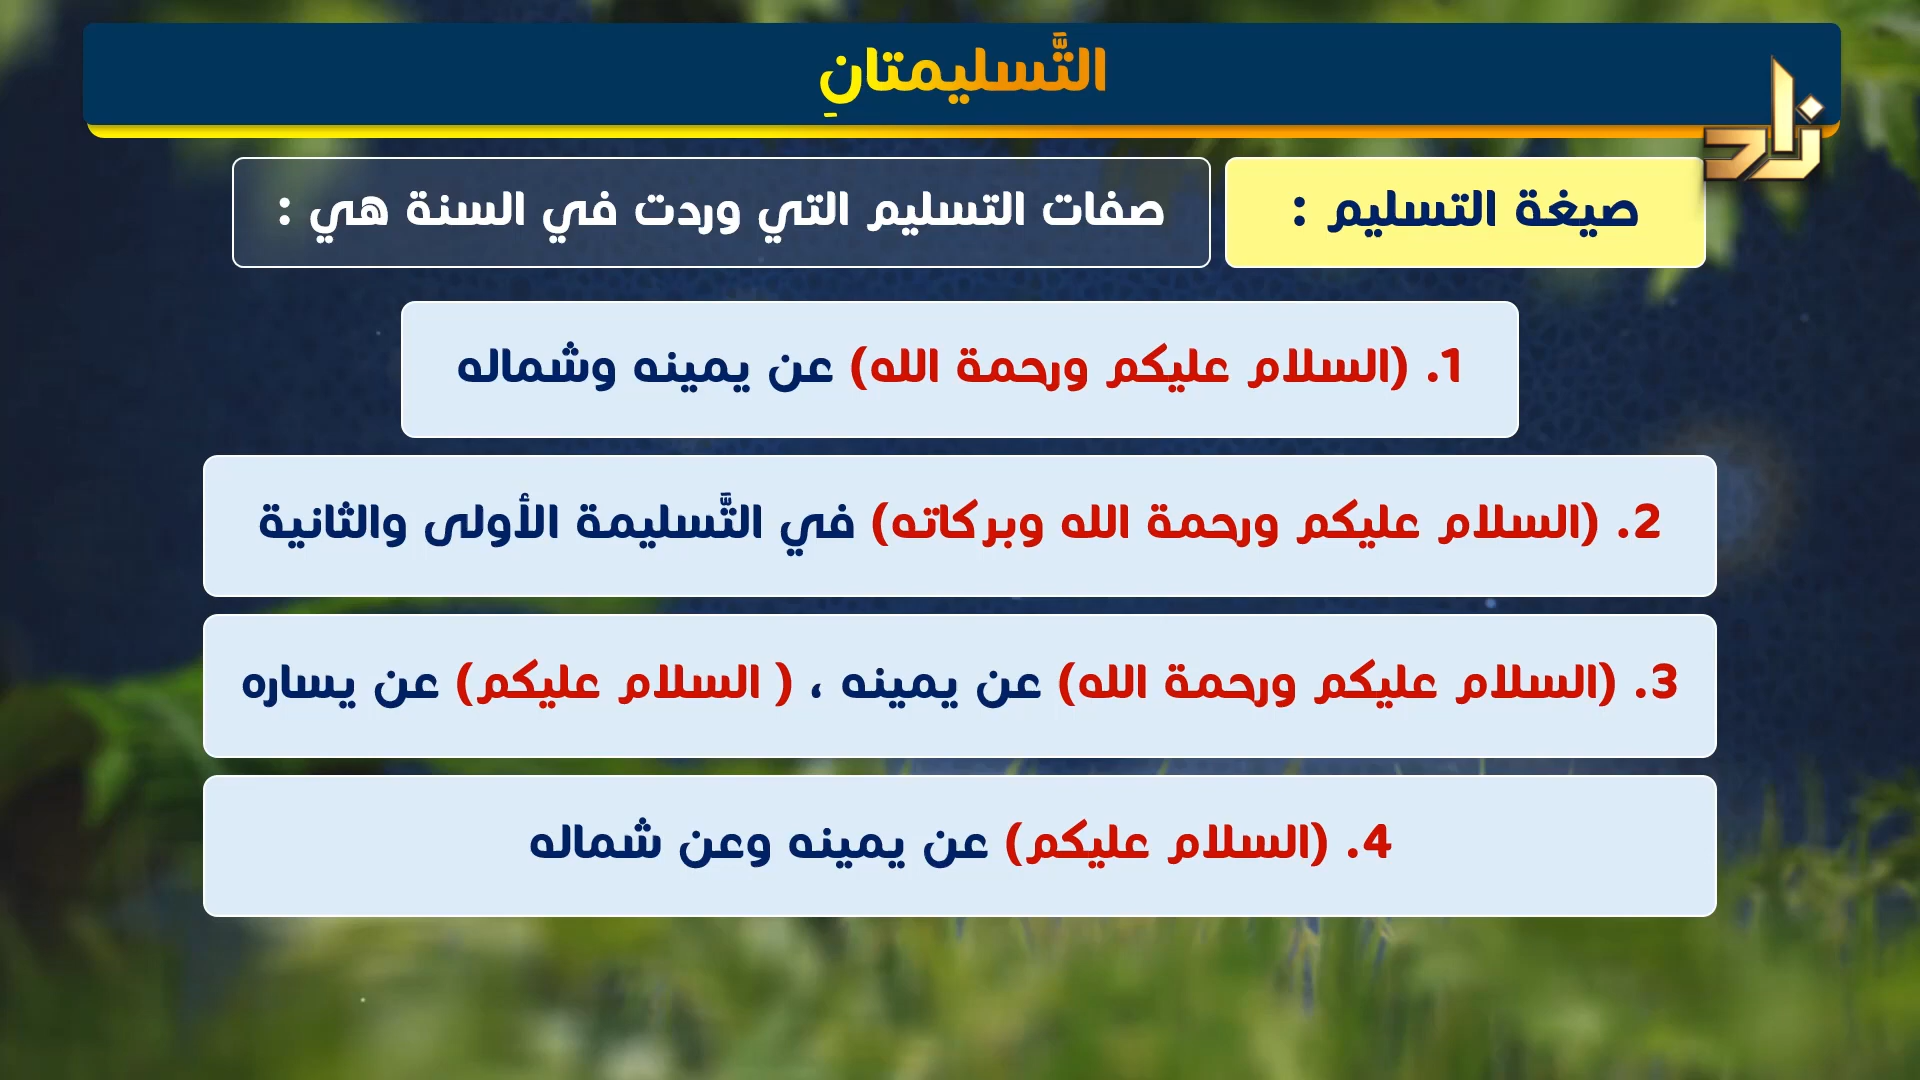 التَّسليمتانِ
زاد
صيغة التسليم :
صفات التسليم التي وردت في السنة هي :
1. (السلام عليكم ورحمة الله) عن يمينه وشماله
2. (السلام عليكم ورحمة الله وبركاته) في التَّسليمة الأولى والثانية
3. (السلام عليكم ورحمة الله) عن يمينه ، ( السلام عليكم) عن يساره
4. (السلام عليكم) عن يمينه وعن شماله